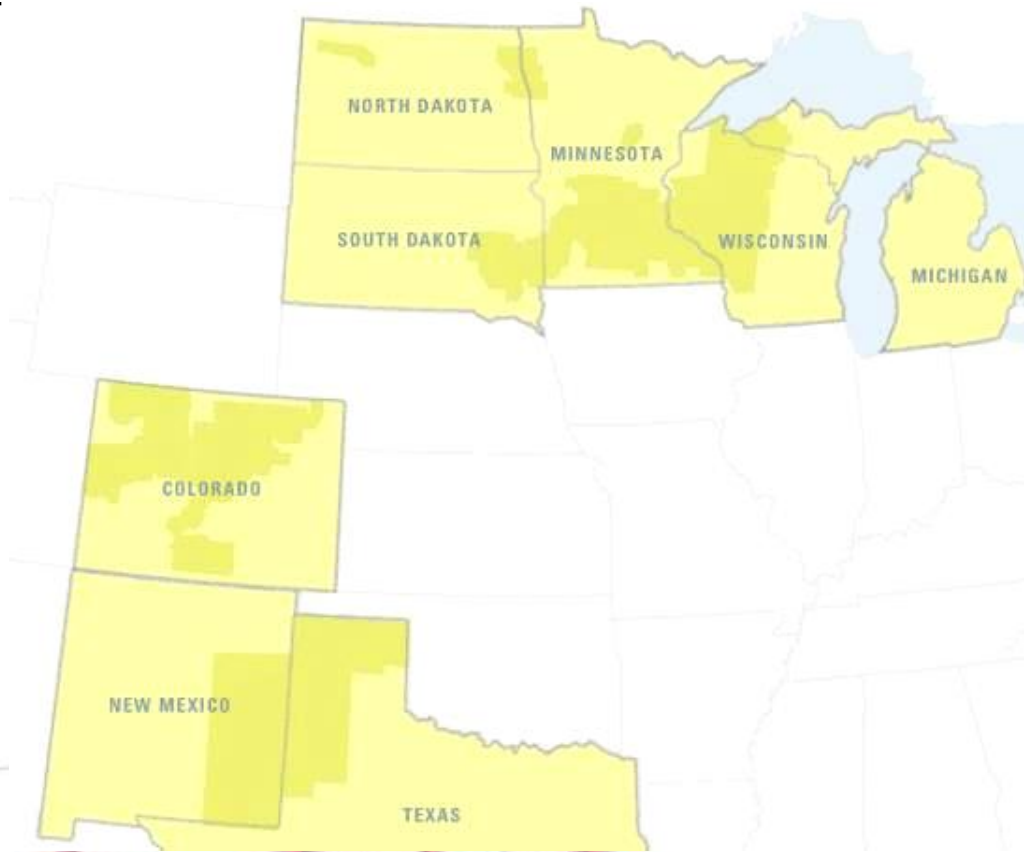 NORTH DAKOTA
MINNESOTA
SOUTH DAKOTA
WISCONSIN
MICHIGAN
COLORADO
NEW MEXICO
TEXAS